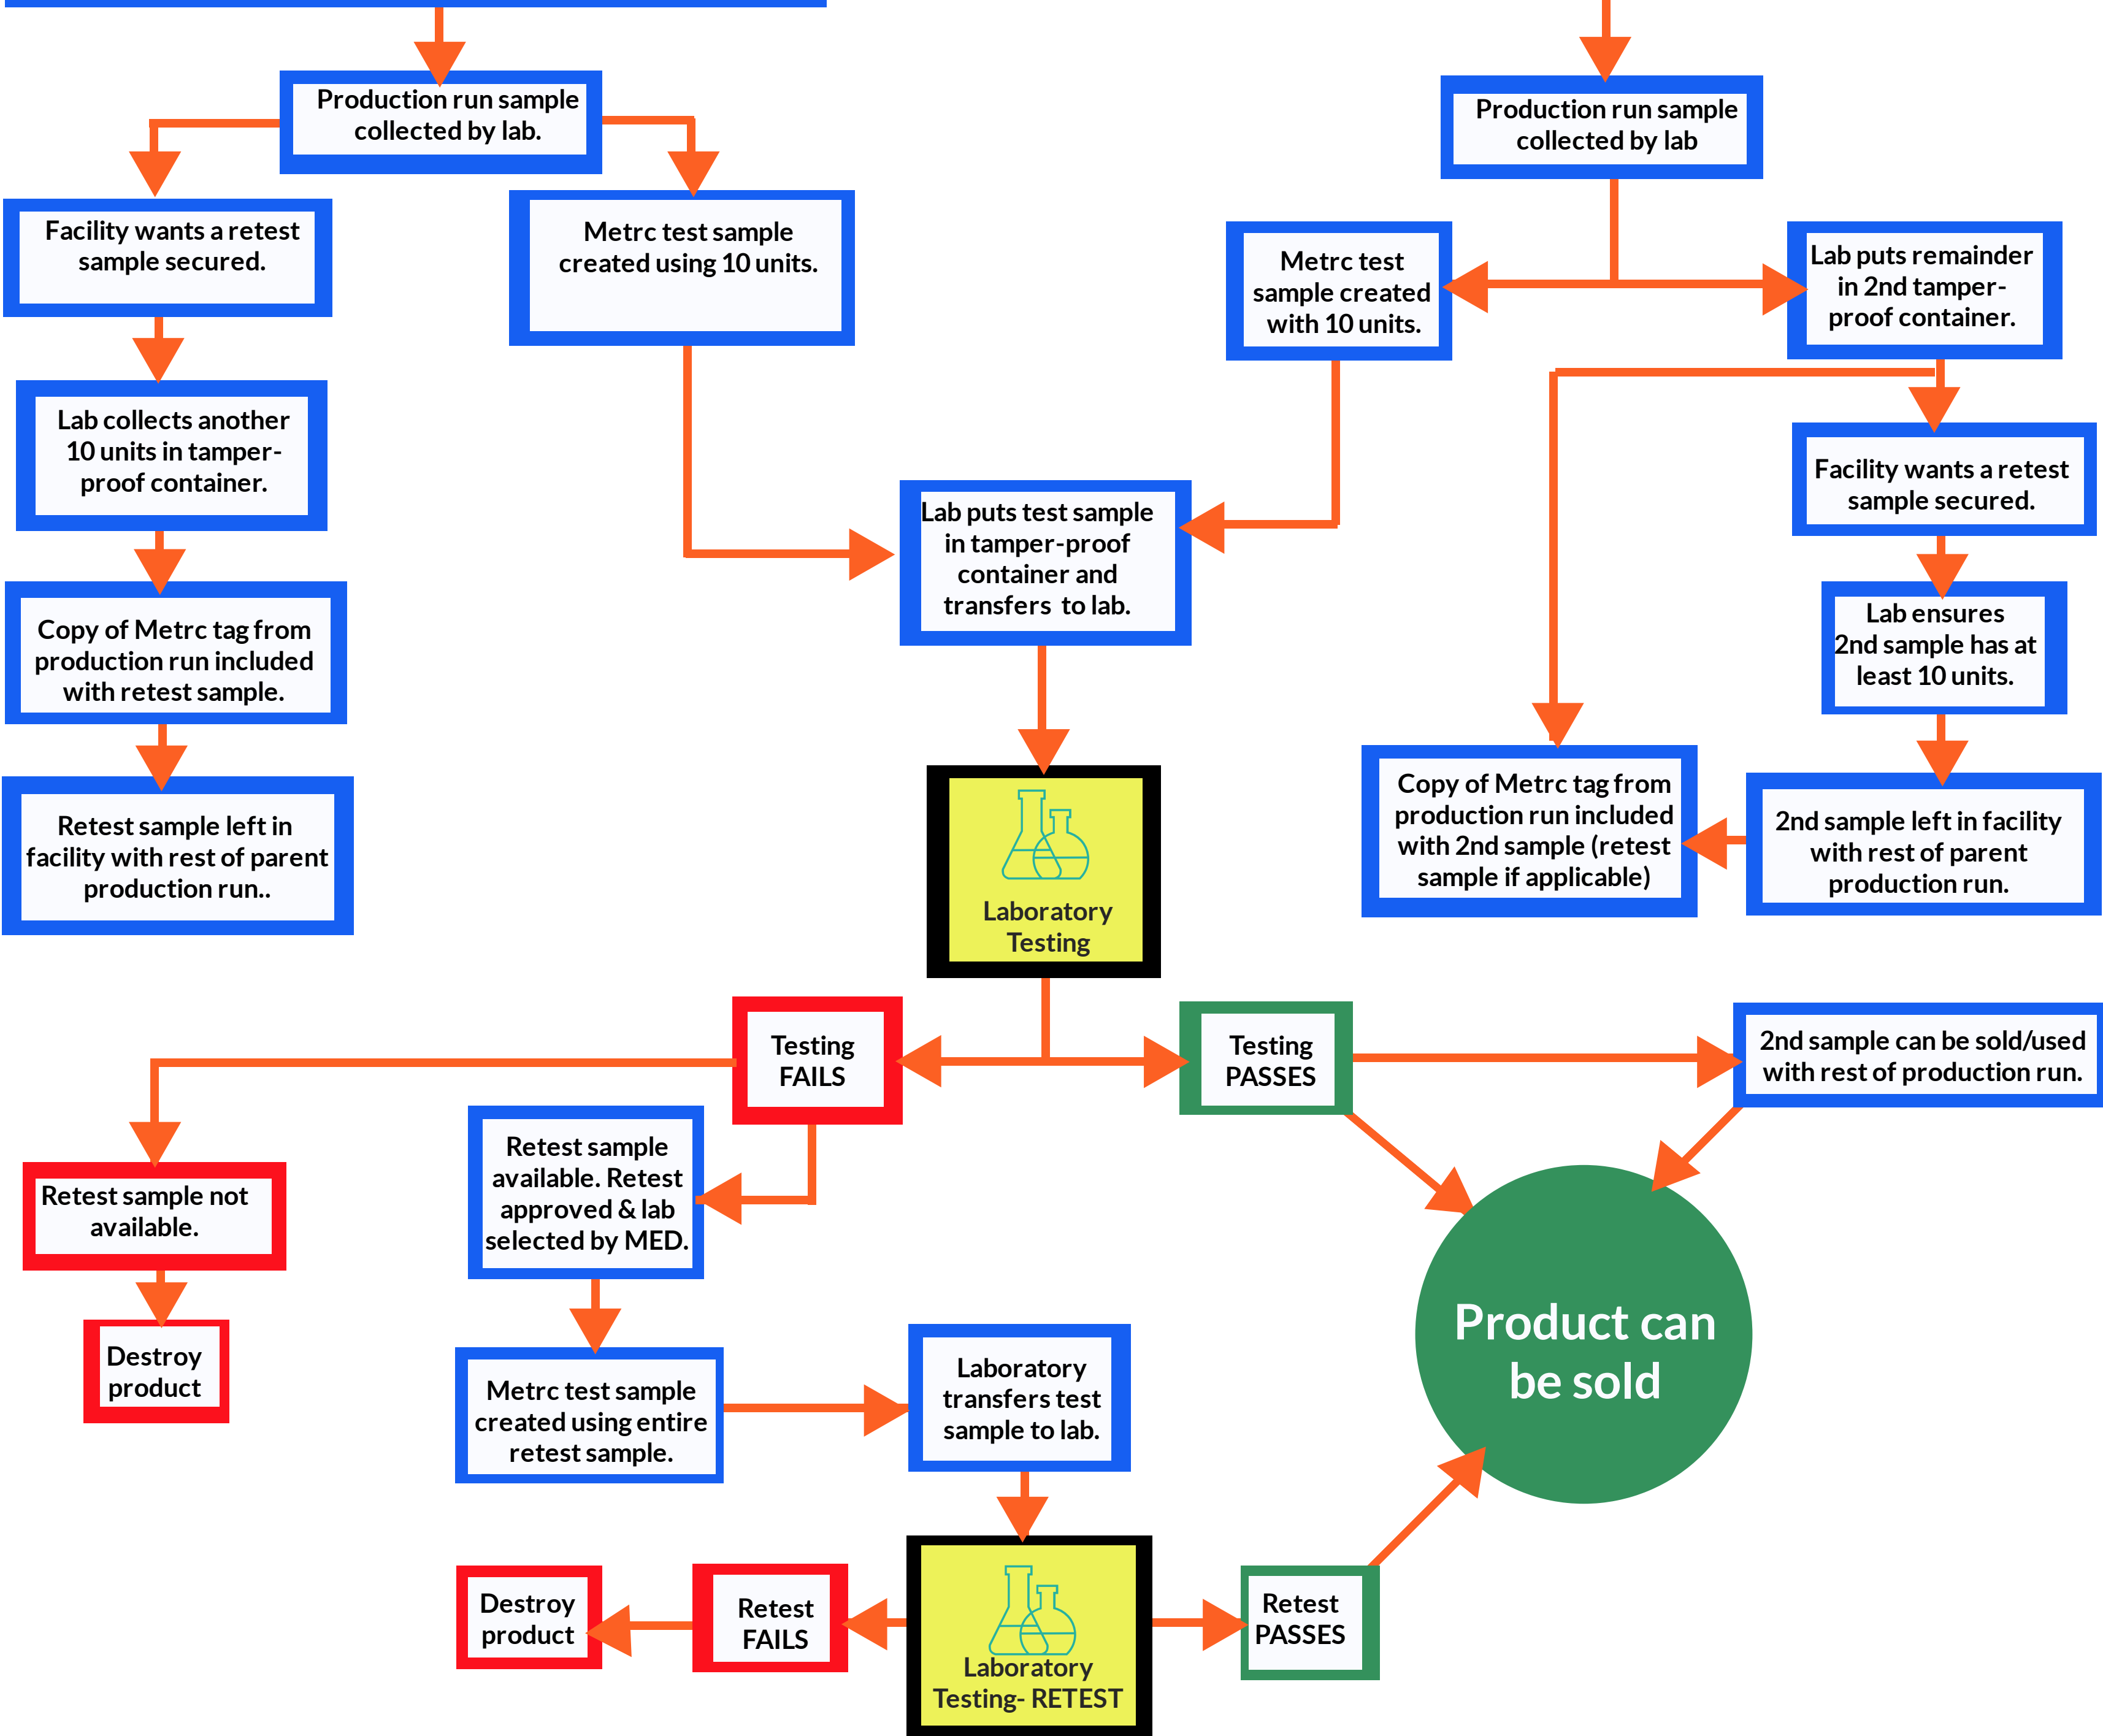 Production run sample
collected by lab.
Production run sample
collected by lab
Facility wants a retest
sample secured.
Metrc test sample
created using 10 units.
Metrc test
sample created
with 10 units.
Lab puts remainder
in 2nd tamper-
proof container.
Lab collects another
10 units in tamper-
proof container.
Facility wants a retest
sample secured.
Lab puts test sample
in tamper-proof
container and
transfers to lab.
Copy of Metrc tag from
production run included
with retest sample.
Lab ensures
2nd sample has at
least 10 units.
Retest sample left in
facility with rest of parent
production run..
Copy of Metrc tag from
production run included
with 2nd sample (retest
sample if applicable)
2nd sample left in facility
with rest of parent
production run.
Laboratory
Testing
Testing
FAILS
Testing
PASSES
2nd sample can be sold/used
with rest of production run.
Retest sample
available. Retest
approved & lab
selected by MED.
Retest sample not
available.
Destroy
product
Product can
be sold
Metrc test sample
created using entire
retest sample.
Laboratory
transfers test
sample to lab.
Destroy
product
Retest
FAILS
Laboratory
Testing- RETEST
Retest
PASSES